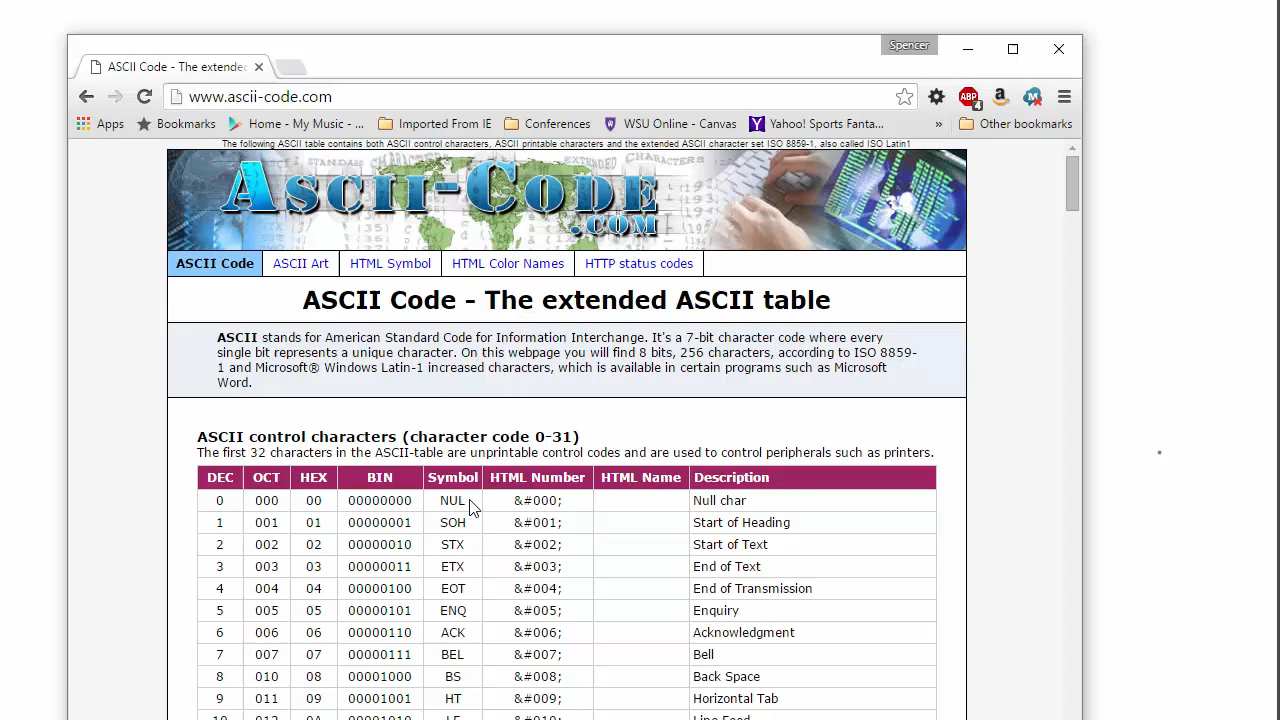 Spencer
ASCII Code - The extended
www.ascii-code.com
ABP 4
Apps Bookmarks Home - My Music - ... Imported From IE Conferences WSU Online - Canvas Yahoo! Sports Fanta... » Other bookmarks
The following ASCII table contains both ASCII control characters, ASCII printable characters and the extended ASCII character set ISO 8859-1, also called ISO Latin1
Ascii-Code
.com
ASCII Code ASCII Art HTML Symbol HTML Color Names HTTP status codes
ASCII Code - The extended ASCII table
ASCII stands for American Standard Code for Information Interchange. It's a 7-bit character code where every
single bit represents a unique character. On this webpage you will find 8 bits, 256 characters, according to ISO 8859-
1 and Microsoft® Windows Latin-1 increased characters, which is available in certain programs such as Microsoft
Word.
ASCII control characters (character code 0-31)
The first 32 characters in the ASCII-table are unprintable control codes and are used to control peripherals such as printers.
DEC OCT HEX BIN Symbol HTML Number HTML Name Description
0 000 00 00000000 NUL &#000; Null char
1 001 01 00000001 SOH &#001; Start of Heading
2 002 02 00000010 STX &#002; Start of Text
3 003 03 00000011 ETX &#003; End of Text
4 004 04 00000100 EOT &#004; End of Transmission
5 005 05 00000101 ENQ &#005; Enquiry
6 006 06 00000110 ACK &#006; Acknowledgment
7 007 07 00000111 BEL &#007; Bell
8 010 08 00001000 BS &#008; Back Space
9 011 09 00001001 HT &#009; Horizontal Tab
10 012 0A 00001010 LF &#010; Line Feed